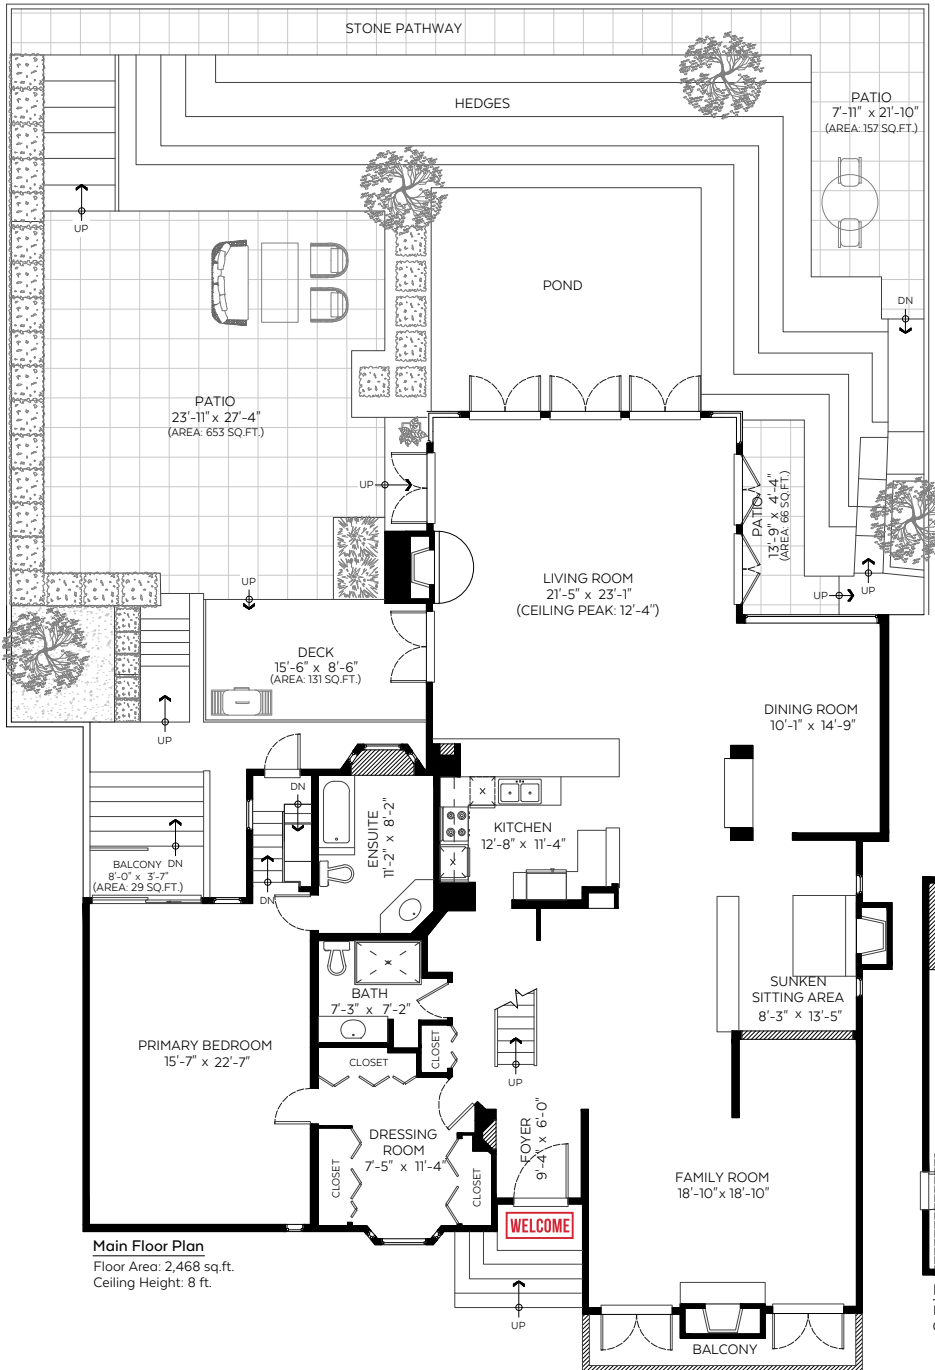 STONE PATHWAY
HEDGES
PATIO
7'-11" x 21'-10"
(AREA: 157 SQ.FT.)
UP
POND
DN
PATIO
23'-11" x 27'-4"
(AREA: 653 SQ.FT.)
UP
PATIO
13'-9" x 4'-4"
(AREA: 66 SQ.FT.)
LIVING ROOM
21'-5" x 23'-1"
(CEILING PEAK: 12'-4")
UP
UP
UP
DECK
15'-6" x 8'-6"
(AREA: 131 SQ.FT.)
UP
DINING ROOM
10'-1" x 14'-9"
DN
X
KITCHEN
12'-8" x 11'-4"
X
ENSUITE
11'-2" x 8'-2"
BALCONY
8'-0" x 3'-7"
(AREA: 29 SQ.FT.)
DN
DN
SUNKEN
SITTING AREA
8'-3" x 13'-5"
BATH
7'-3" x 7'-2"
PRIMARY BEDROOM
15'-7" x 22'-7"
CLOSET
CLOSET
UP
FOYER
9'-4" x 6'-0"
DRESSING
ROOM
7'-5" x 11'-4"
CLOSET
CLOSET
FAMILY ROOM
18'-10" x 18'-10"
WELCOME
Main Floor Plan
Floor Area: 2,468 sq.ft.
Ceiling Height: 8 ft.
UP
BALCONY